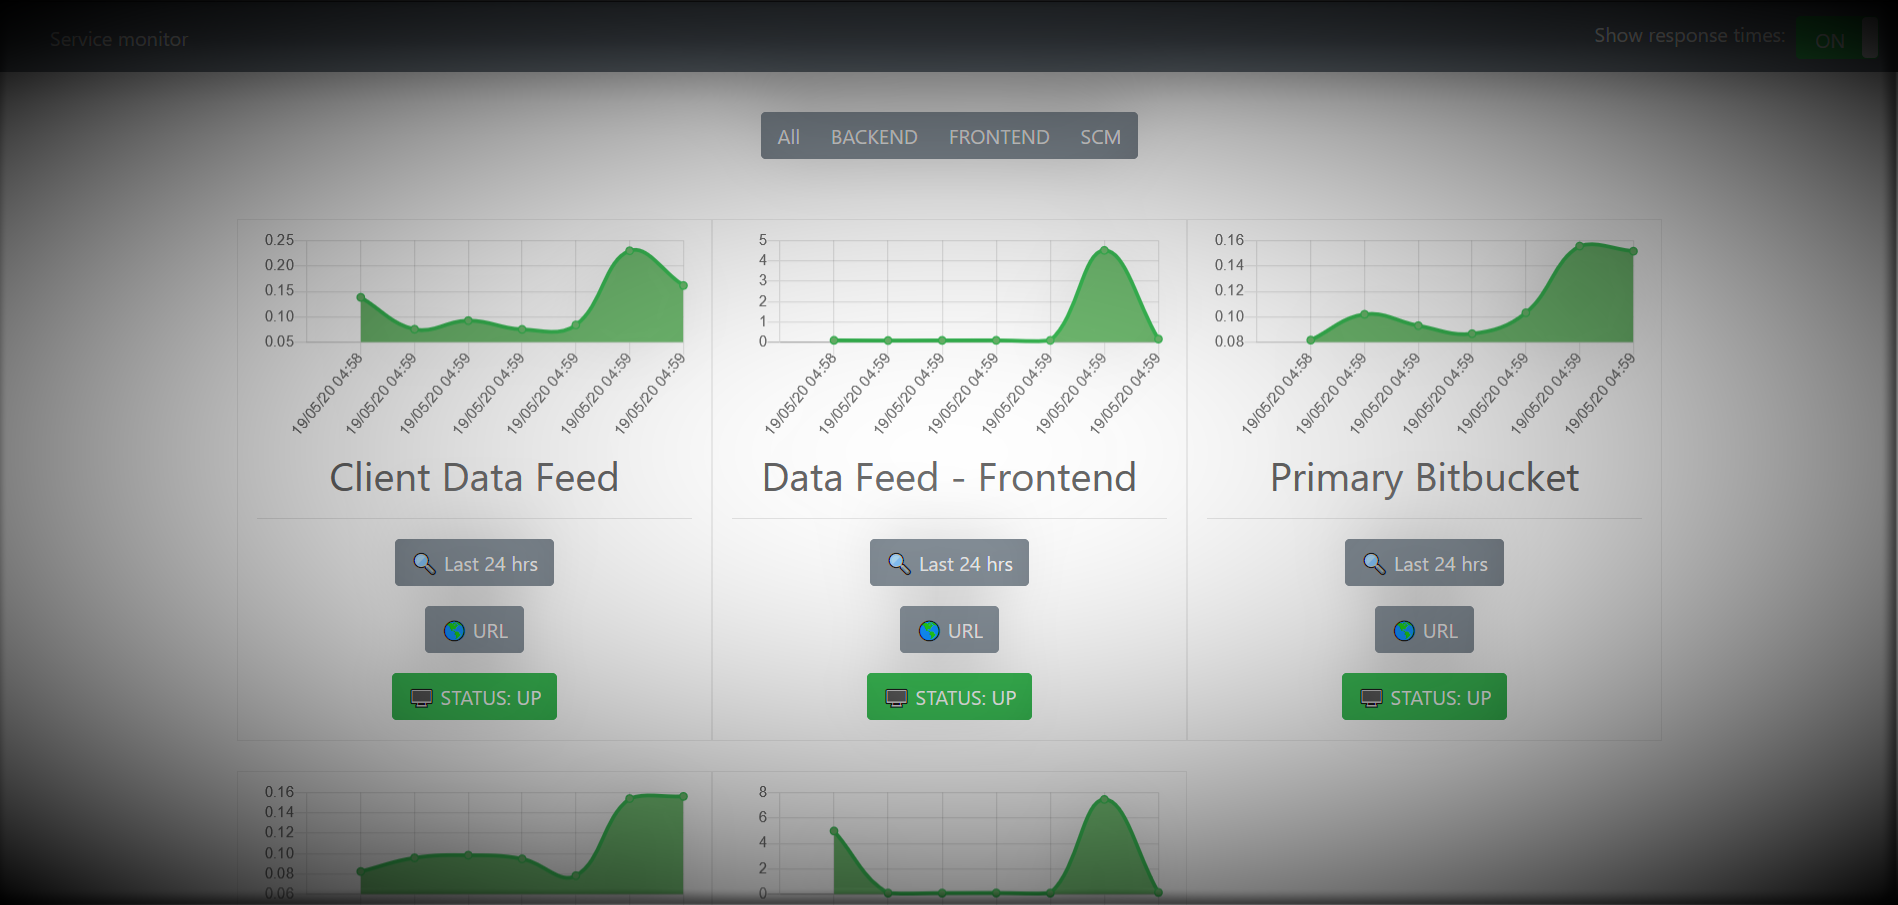 Service monitor
Show response times: ON
All BACKEND FRONTEND SCM
0.25
0.20
0.15
0.10
0.05
19/05/20 04:58 19/05/20 04:59 19/05/20 04:59 19/05/20 04:59 19/05/20 04:59 19/05/20 04:59 19/05/20 04:59
Client Data Feed
Last 24 hrs
URL
STATUS: UP
5
4
3
2
1
0
19/05/20 04:58 19/05/20 04:59 19/05/20 04:59 19/05/20 04:59 19/05/20 04:59 19/05/20 04:59 19/05/20 04:59
Data Feed - Frontend
Last 24 hrs
URL
STATUS: UP
0.16
0.14
0.12
0.10
0.08
19/05/20 04:58 19/05/20 04:59 19/05/20 04:59 19/05/20 04:59 19/05/20 04:59 19/05/20 04:59 19/05/20 04:59
Primary Bitbucket
Last 24 hrs
URL
STATUS: UP
0.16
0.14
0.12
0.10
0.08
0.06
8
6
4
2
0